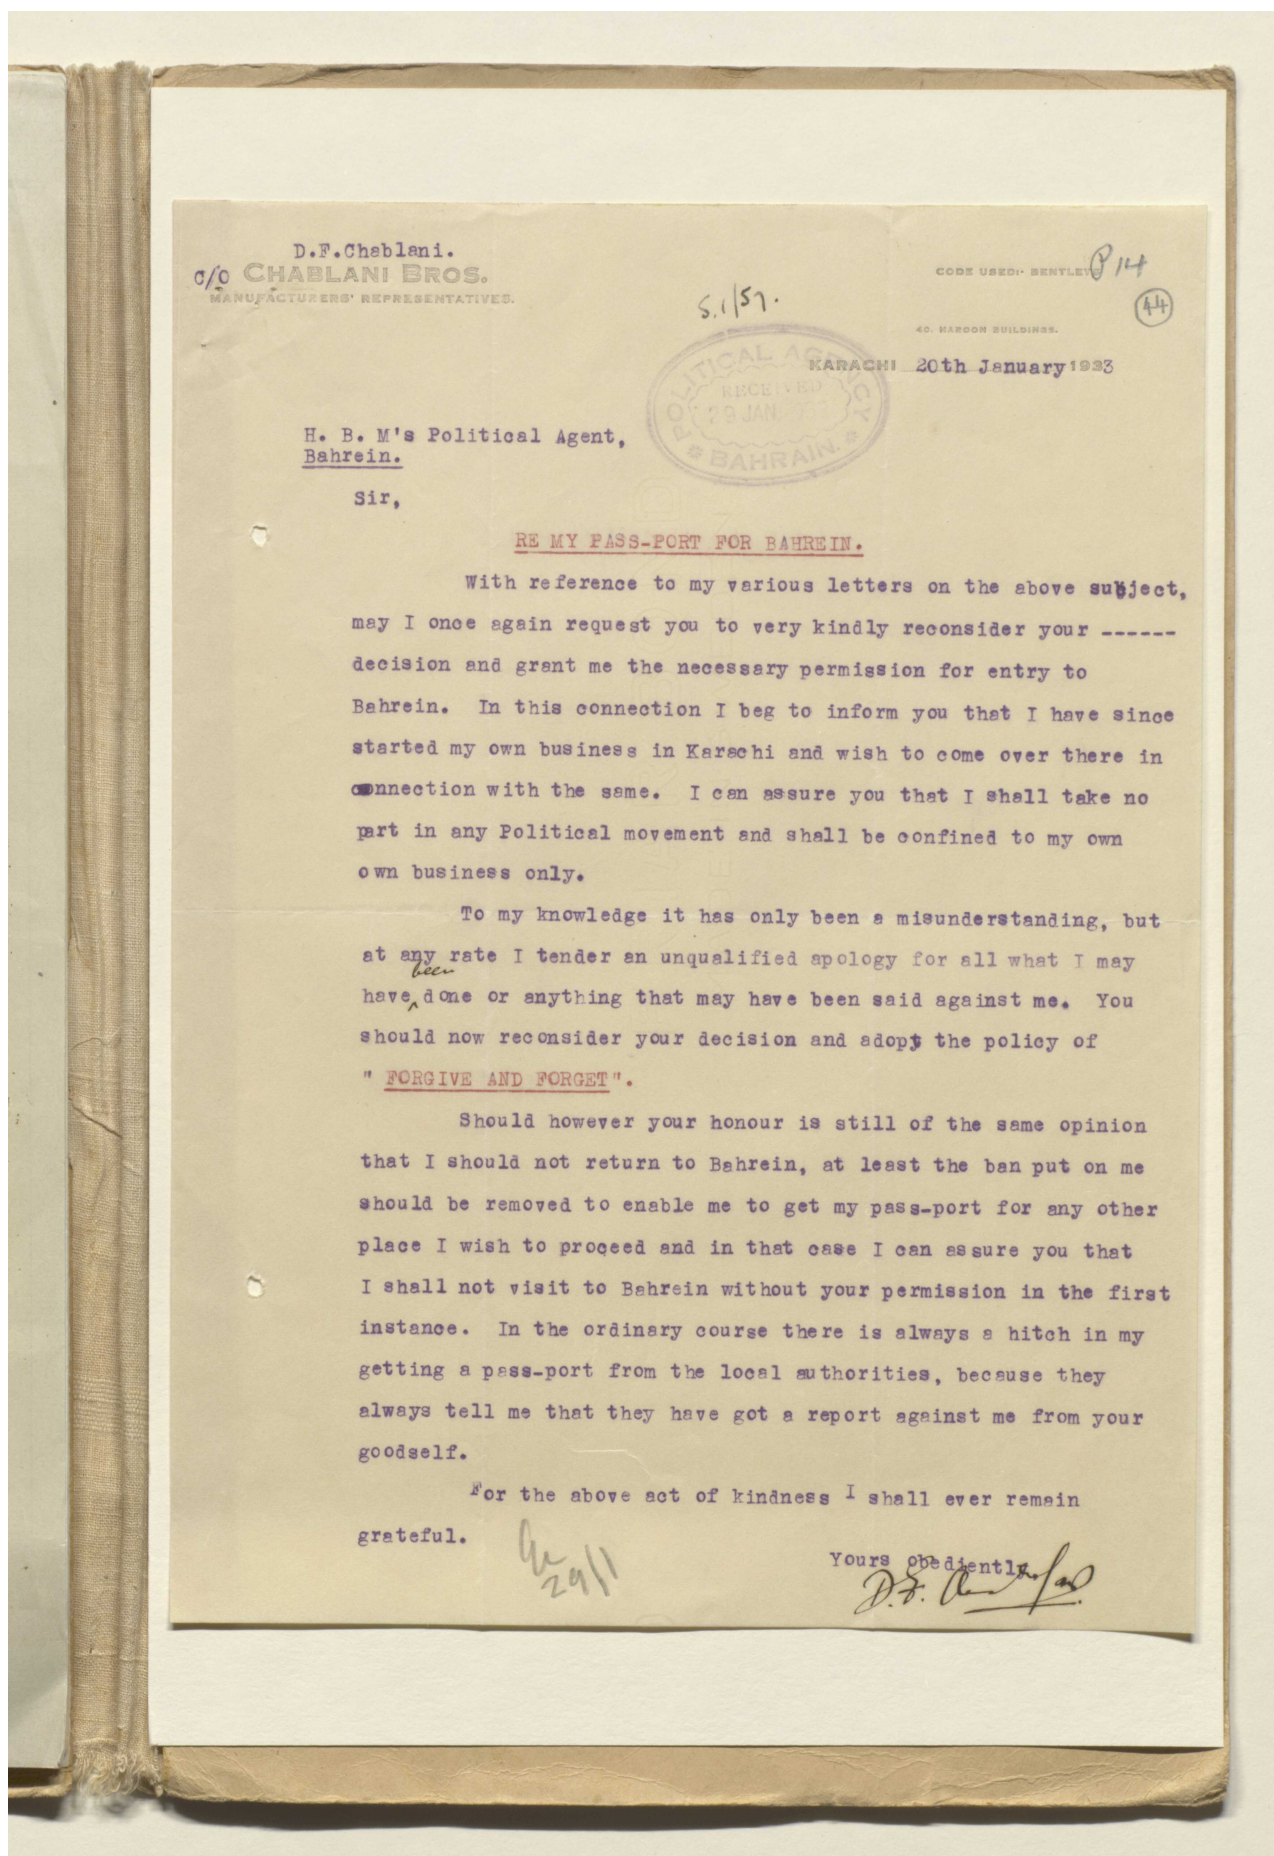 D.F.Chablani.
C/O CHABLANI BROS.
MANUFACTURERS' REPRESENTATIVES.
CODE USED:- BENTLEY
P 14
44
S.1/57.
40, HAROON BUILDINGS.
KARACHI 20th January 1933
POLITICAL AGENCY
RECEIVED
29 JAN
BAHRAIN.
H. B. M's Political Agent,
Bahrein.
Sir,
RE MY PASS-PORT FOR BAHREIN.
With reference to my various letters on the above subject,
may I once again request you to very kindly reconsider your ------
decision and grant me the necessary permission for entry to
Bahrein. In this connection I beg to inform you that I have since
started my own business in Karachi and wish to come over there in
connection with the same. I can assure you that I shall take no
part in any Political movement and shall be confined to my own
own business only.
To my knowledge it has only been a misunderstanding, but
at any rate I tender an unqualified apology for all what I may
been
have done or anything that may have been said against me. You
should now reconsider your decision and adopt the policy of
" FORGIVE AND FORGET".
Should however your honour is still of the same opinion
that I should not return to Bahrein, at least the ban put on me
should be removed to enable me to get my pass-port for any other
place I wish to proceed and in that case I can assure you that
I shall not visit to Bahrein without your permission in the first
instance. In the ordinary course there is always a hitch in my
getting a pass-port from the local authorities, because they
always tell me that they have got a report against me from your
goodself.
For the above act of kindness I shall ever remain
grateful.
29/1
Yours obediently
D.F. Chablani